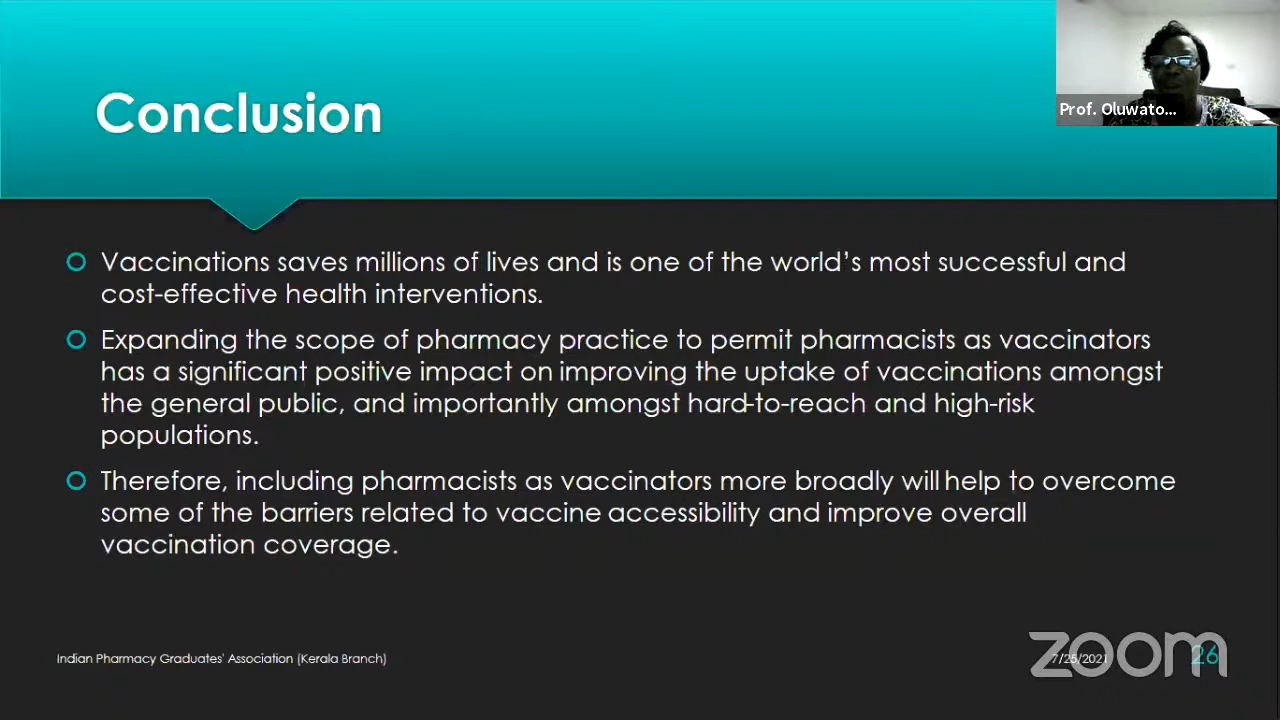 Conclusion
Prof. Oluwato...
Vaccinations saves millions of lives and is one of the world's most successful and
cost-effective health interventions.
Expanding the scope of pharmacy practice to permit pharmacists as vaccinators
has a significant positive impact on improving the uptake of vaccinations amongst
the general public, and importantly amongst hard-to-reach and high-risk
populations.
Therefore, including pharmacists as vaccinators more broadly will help to overcome
some of the barriers related to vaccine accessibility and improve overall
vaccination coverage.
Indian Pharmacy Graduates' Association (Kerala Branch)
7/25/2021
26
zoom